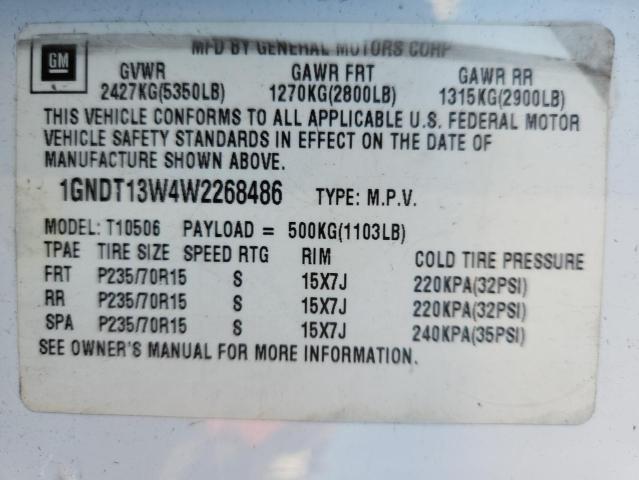 MFD BY GENERAL MOTORS CORP
GM
GVWR GAWR FRT GAWR RR
2427KG(5350LB) 1270KG(2800LB) 1315KG(2900LB)
THIS VEHICLE CONFORMS TO ALL APPLICABLE U.S. FEDERAL MOTOR
VEHICLE SAFETY STANDARDS IN EFFECT ON THE DATE OF
MANUFACTURE SHOWN ABOVE.
1GNDT13W4W2268486 TYPE: M.P.V.
MODEL: T10506 PAYLOAD = 500KG(1103LB)
TPAE TIRE SIZE SPEED RTG RIM COLD TIRE PRESSURE
FRT P235/70R15 S 15X7J 220KPA(32PSI)
RR P235/70R15 S 15X7J 220KPA(32PSI)
SPA P235/70R15 S 15X7J 240KPA(35PSI)
SEE OWNER'S MANUAL FOR MORE INFORMATION.